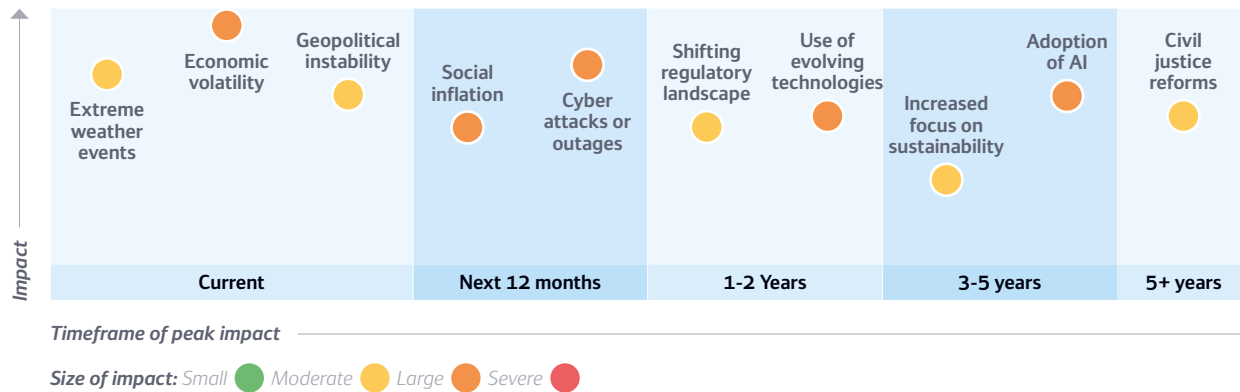 Extreme
weather
events
Economic
volatility
Geopolitical
instability
Social
inflation
Cyber
attacks or
outages
Shifting
regulatory
landscape
Use of
evolving
technologies
Increased
focus on
sustainability
Adoption
of AI
Civil
justice
reforms
Impact
Current
Next 12 months
1-2 Years
3-5 years
5+ years
Timeframe of peak impact
Size of impact: Small Moderate Large Severe